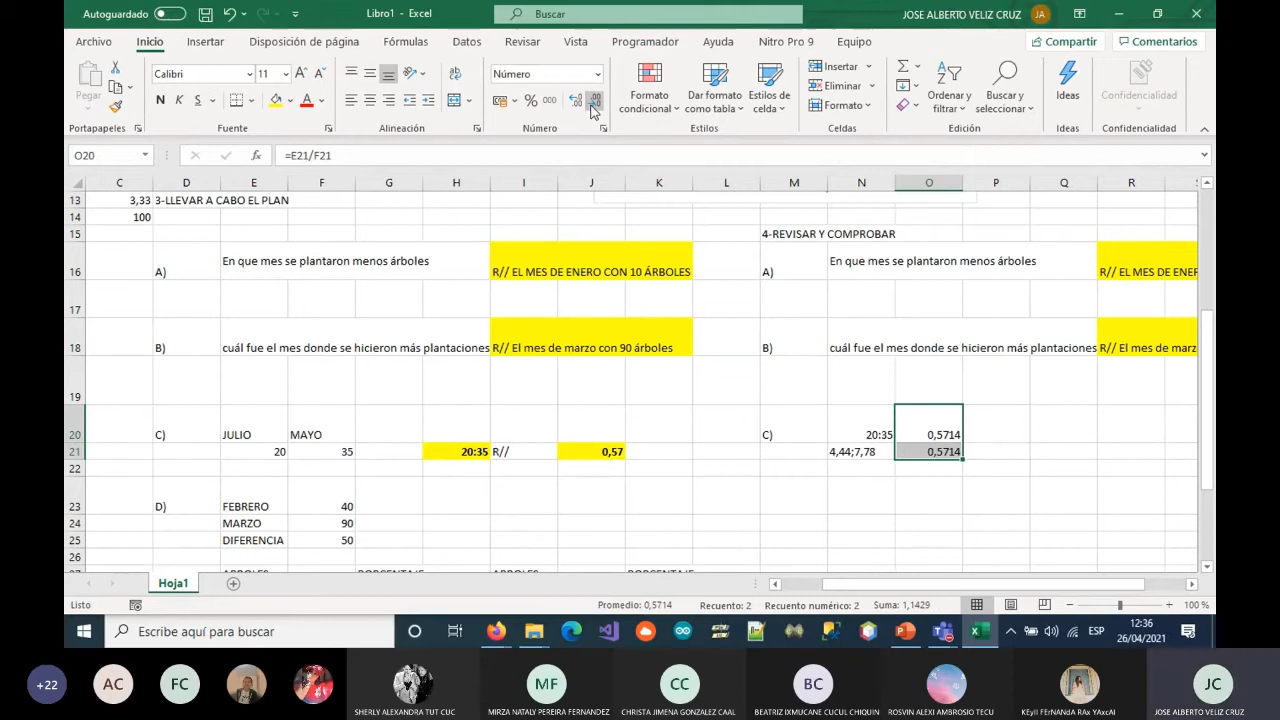 Autoguardado
Libro1 - Excel
Buscar
JOSE ALBERTO VELIZ CRUZ
JA
Archivo
Inicio
Insertar
Disposición de página
Fórmulas
Datos
Revisar
Vista
Programador
Ayuda
Nitro Pro 9
Equipo
Compartir
Comentarios
Pegar
Calibri
11
N K S
Número
% 000
Formato condicional
Dar formato como tabla
Estilos de celda
Insertar
Eliminar
Formato
Ordenar y filtrar
Buscar y seleccionar
Ideas
Confidencialidad
Portapapeles
Fuente
Alineación
Número
Estilos
Celdas
Edición
Ideas
Confidencialidad
O20
fx
=E21/F21
C D E F G H I J K L M N O P Q R
13 3,33 3-LLEVAR A CABO EL PLAN
14 100
15 4-REVISAR Y COMPROBAR
16 A) En que mes se plantaron menos árboles R// EL MES DE ENERO CON 10 ÁRBOLES A) En que mes se plantaron menos árboles R// EL MES DE ENER
17
18 B) cuál fue el mes donde se hicieron más plantaciones R// El mes de marzo con 90 árboles B) cuál fue el mes donde se hicieron más plantaciones R// El mes de marz
19
20 C) JULIO MAYO C) 20:35 0,5714
21 20 35 20:35 R// 0,57 4,44;7,78 0,5714
22
23 D) FEBRERO 40
24 MARZO 90
25 DIFERENCIA 50
26
Hoja1
Listo
Promedio: 0,5714
Recuento: 2
Recuento numérico: 2
Suma: 1,1429
100 %
Escribe aquí para buscar
ESP
12:36
26/04/2021
+22
AC
FC
SHERLY ALEXANDRA TUT CUC
MF
MIRZA NATALY PEREIRA FERNANDEZ
CC
CHRISTA JIMENA GONZALEZ CAAL
BC
BEATRIZ IXMUCANE CUCUL CHIQUIN
ROSVIN ALEXI AMBROSIO TECU
KEyll FErNAndA RAx YAxcAl
JC
JOSE ALBERTO VELIZ CRUZ